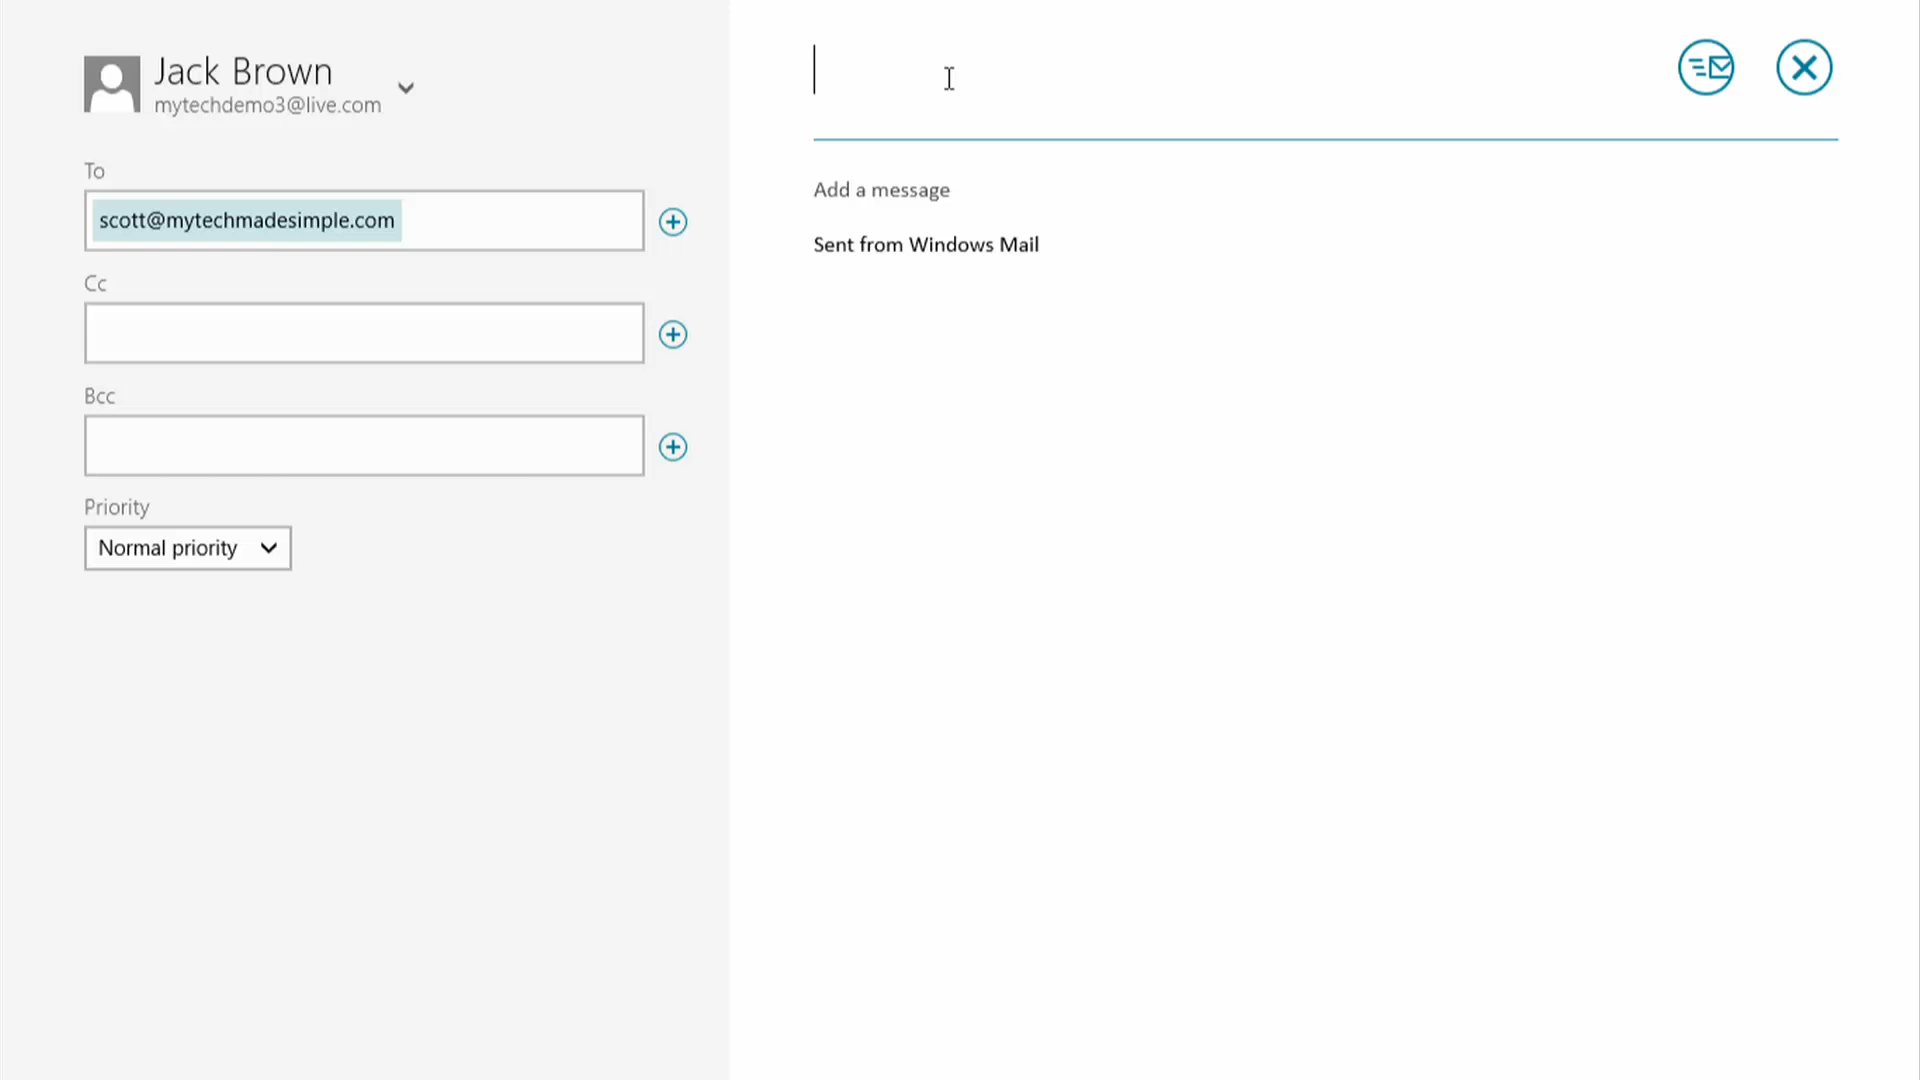 Jack Brown
mytechdemo3@live.com
To
scott@mytechmadesimple.com
Cc
Bcc
Priority
Normal priority
Add a message
Sent from Windows Mail